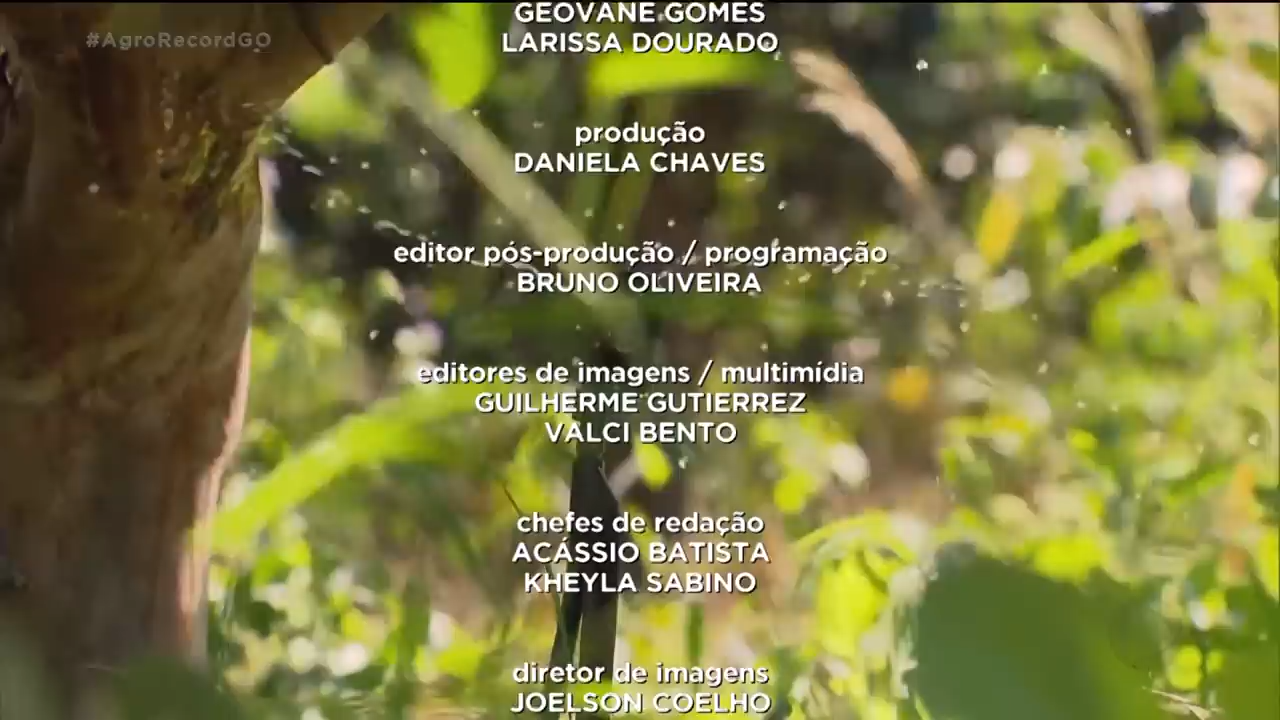 GEOVANE GOMES
#AgroRecordGO
LARISSA DOURADO
produção
DANIELA CHAVES
editor pós-produção / programação
BRUNO OLIVEIRA
editores de imagens / multimídia
GUILHERME GUTIERREZ
VALCI BENTO
chefes de redação
ACÁSSIO BATISTA
KHEYLA SABINO
diretor de imagens
JOELSON COELHO